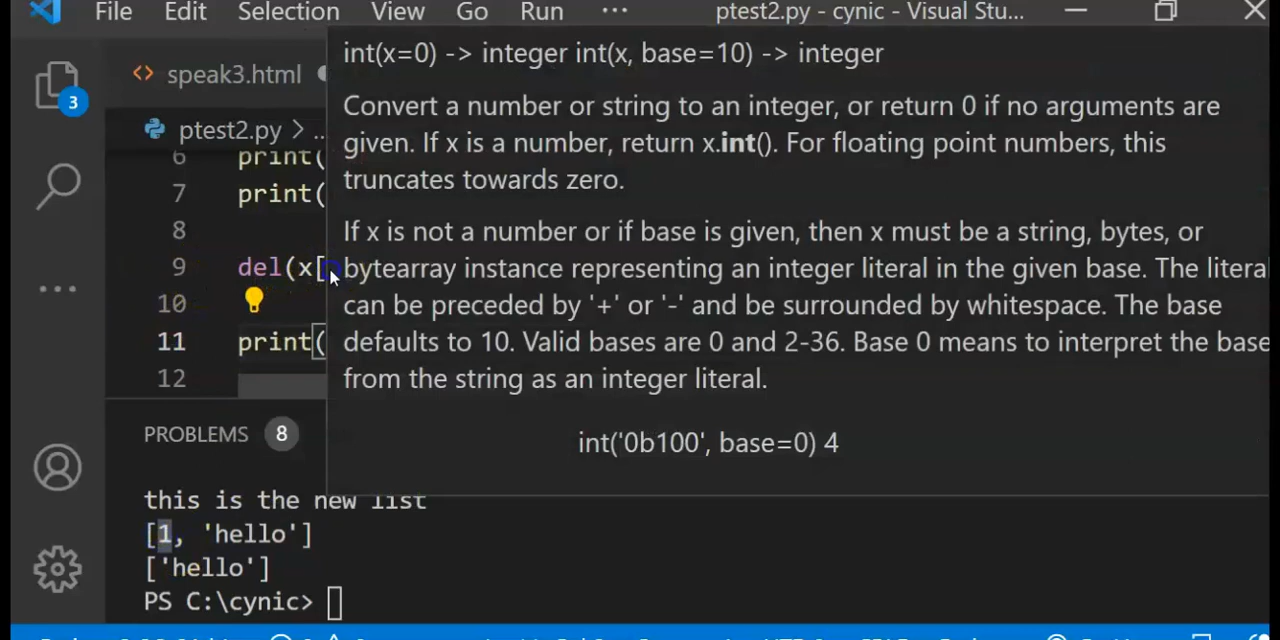 File Edit Selection View Go Run ··· ptest2.py - cynic - Visual Stu...
speak3.html
int(x=0) -> integer int(x, base=10) -> integer
3
Convert a number or string to an integer, or return 0 if no arguments are
ptest2.py > ..
given. If x is a number, return x.int(). For floating point numbers, this
6 print(
truncates towards zero.
7 print(
8
If x is not a number or if base is given, then x must be a string, bytes, or
9 del(x[
bytearray instance representing an integer literal in the given base. The litera
10
can be preceded by '+' or '-' and be surrounded by whitespace. The base
11 print(
defaults to 10. Valid bases are 0 and 2-36. Base 0 means to interpret the base
12
from the string as an integer literal.
int('0b100', base=0) 4
PROBLEMS 8
this is the new list
[1, 'hello']
['hello']
PS C:\cynic>